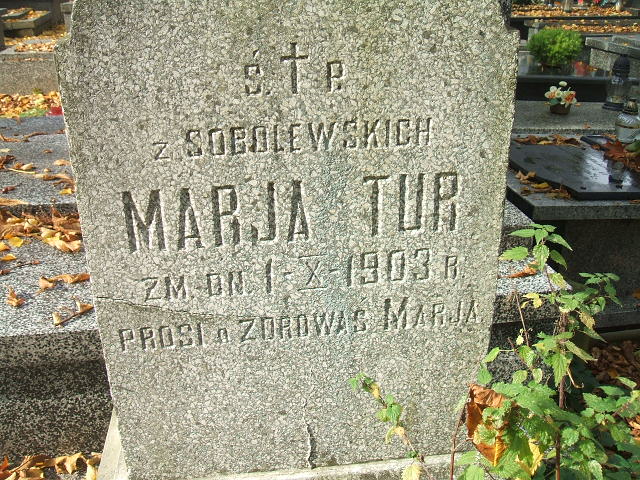 Ś. † P.
z SOBOLEWSKICH
MARJA TUR
ZM. DN. 1-X-1903 R.
PROSI O ZDROWAŚ MARJA